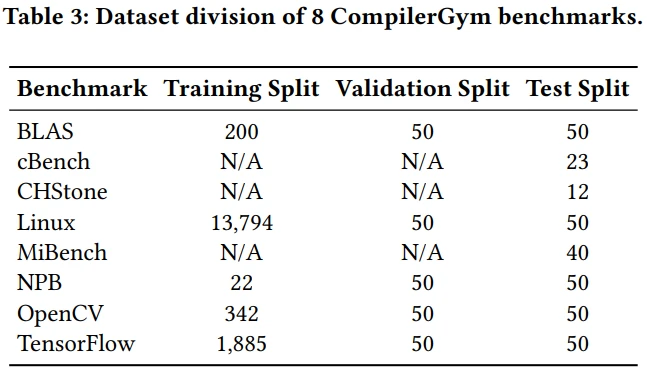 Table 3: Dataset division of 8 CompilerGym benchmarks.
Benchmark Training Split Validation Split Test Split
BLAS 200 50 50
cBench N/A N/A 23
CHStone N/A N/A 12
Linux 13,794 50 50
MiBench N/A N/A 40
NPB 22 50 50
OpenCV 342 50 50
TensorFlow 1,885 50 50